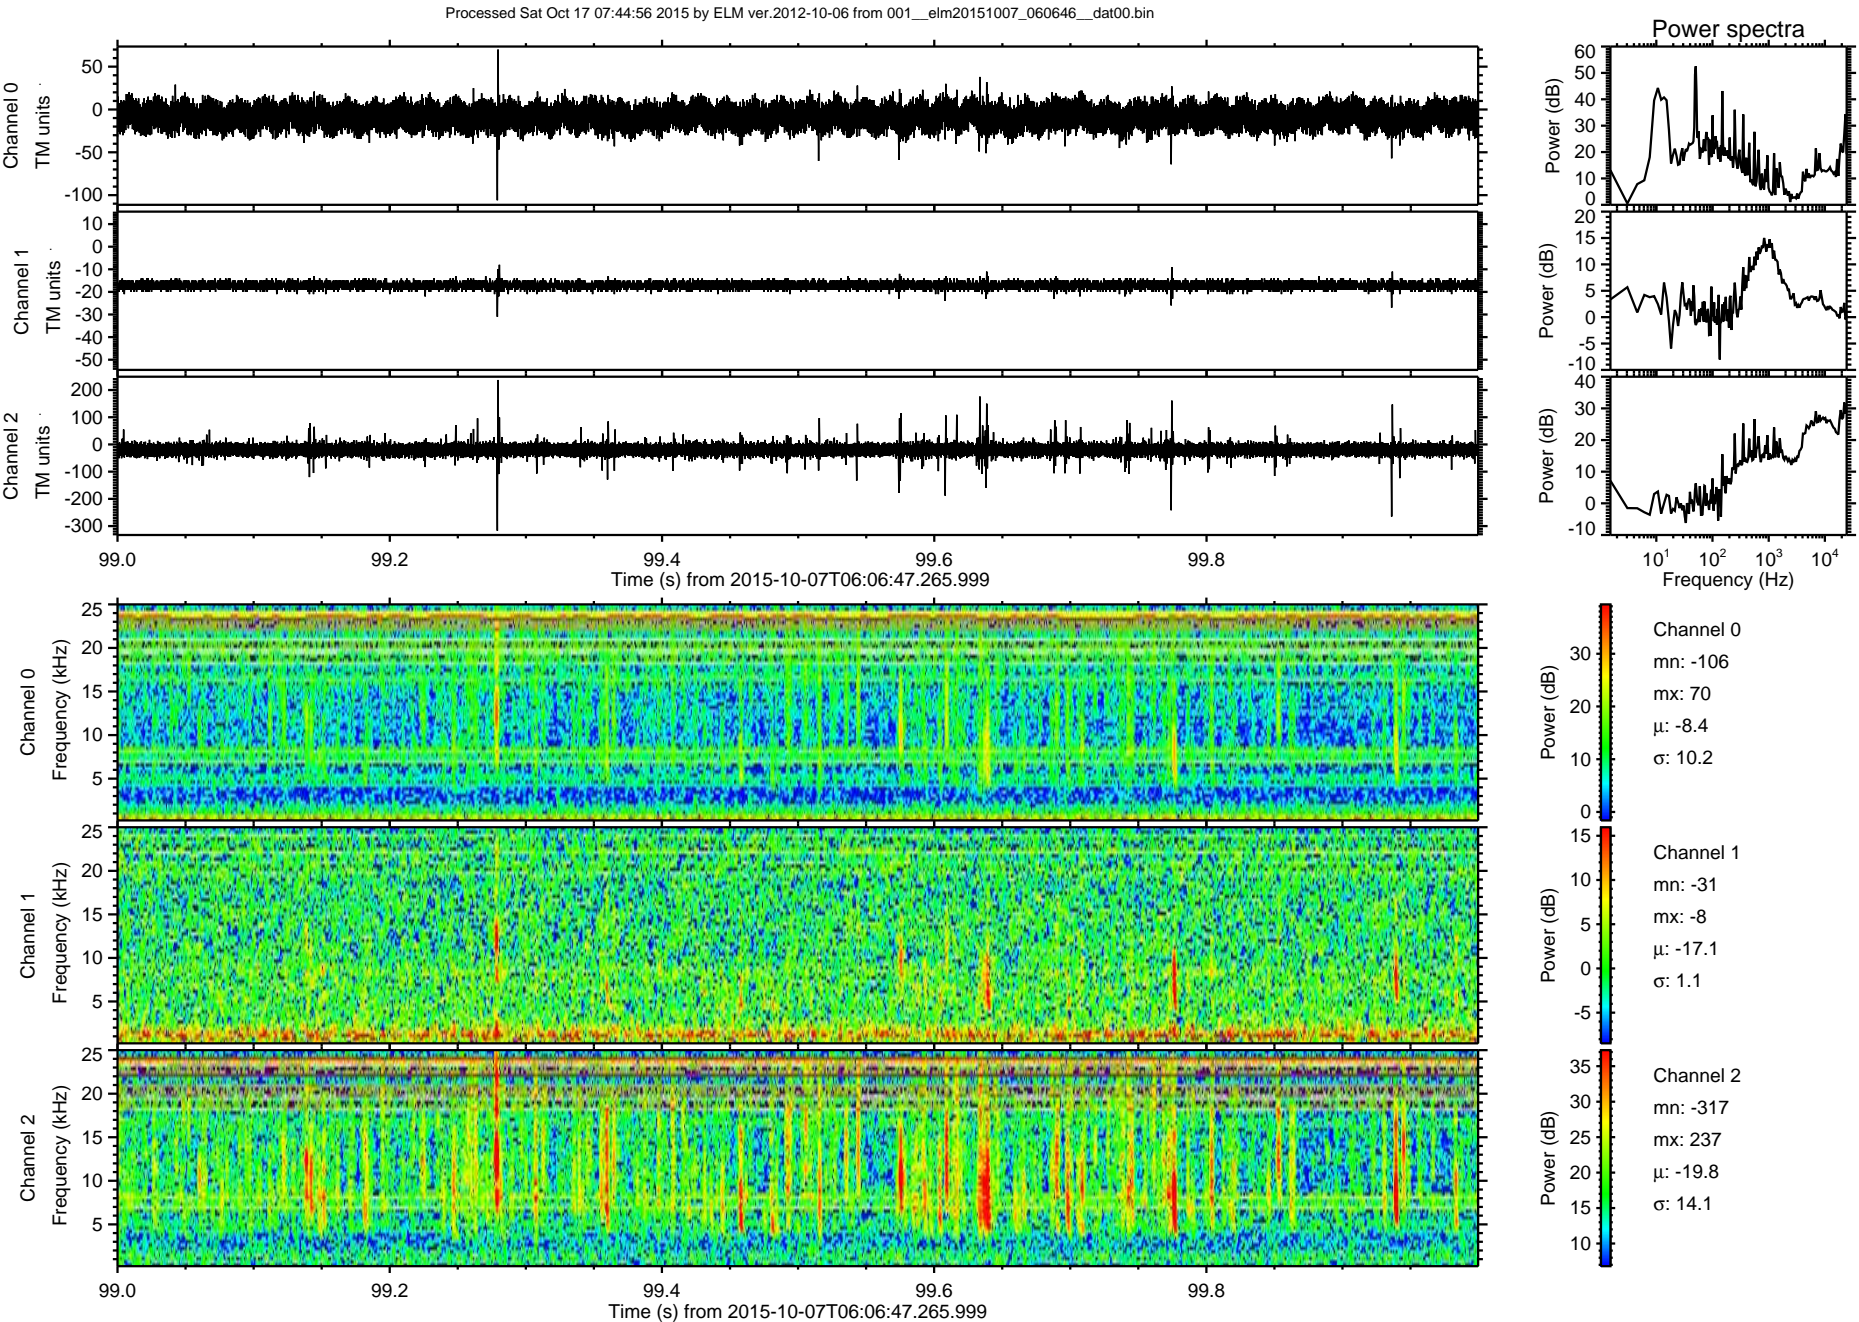 Processed Sat Oct 17 07:44:56 2015 by ELM ver.2012-10-06 from 001__elm20151007_060646__dat00.bin
Power spectra
Channel 0
TM units
50
0
-50
-100
Power (dB)
60
50
40
30
20
10
0
Channel 1
TM units
10
0
-10
-20
-30
-40
-50
Power (dB)
20
15
10
5
0
-5
-10
Channel 2
TM units
200
100
0
-100
-200
-300
Power (dB)
40
30
20
10
0
-10
99.0 99.2 99.4 99.6 99.8
Time (s) from 2015-10-07T06:06:47.265.999
10¹ 10² 10³ 10⁴
Frequency (Hz)
Channel 0
Frequency (kHz)
25
20
15
10
5
Power (dB)
30
20
10
0
Channel 0
mn: -106
mx: 70
μ: -8.4
σ: 10.2
Channel 1
Frequency (kHz)
25
20
15
10
5
Power (dB)
15
10
5
0
-5
Channel 1
mn: -31
mx: -8
μ: -17.1
σ: 1.1
Channel 2
Frequency (kHz)
25
20
15
10
5
Power (dB)
35
30
25
20
15
10
Channel 2
mn: -317
mx: 237
μ: -19.8
σ: 14.1
99.0 99.2 99.4 99.6 99.8
Time (s) from 2015-10-07T06:06:47.265.999